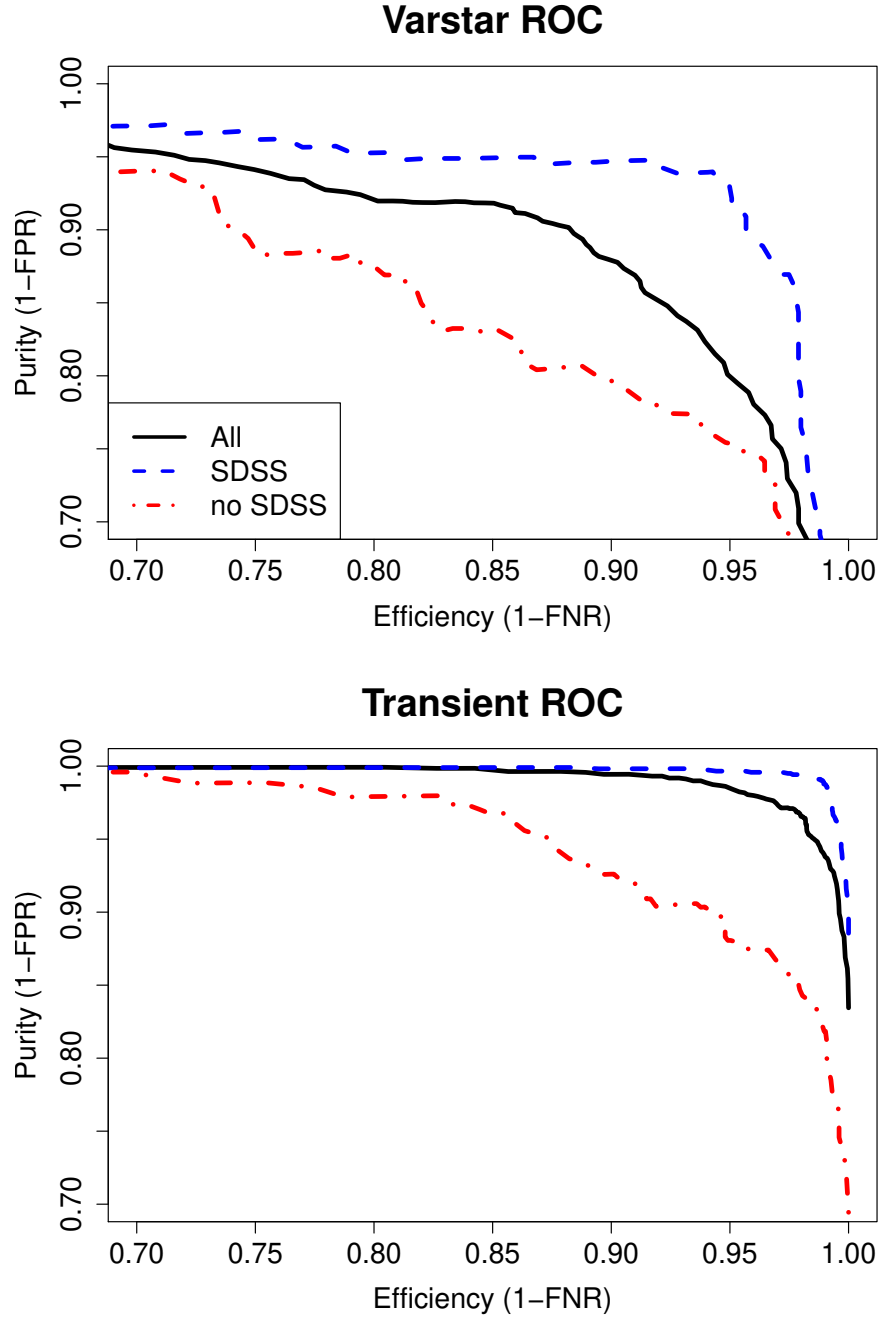 Varstar ROC
1.00
0.90
0.80
0.70
Purity (1−FPR)
All
SDSS
no SDSS
0.70 0.75 0.80 0.85 0.90 0.95 1.00
Efficiency (1−FNR)
Transient ROC
1.00
0.90
0.80
0.70
Purity (1−FPR)
0.70 0.75 0.80 0.85 0.90 0.95 1.00
Efficiency (1−FNR)